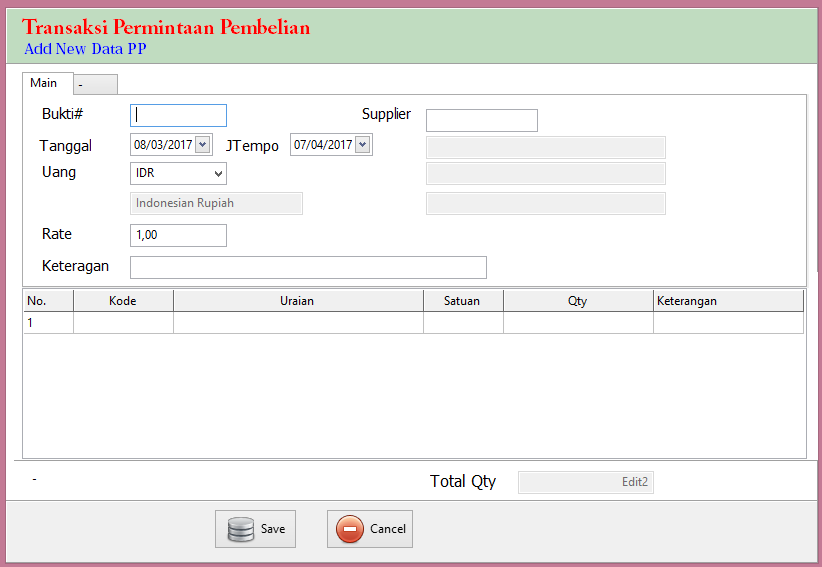 Transaksi Permintaan Pembelian
Add New Data PP
Main -
Bukti# Supplier
Tanggal 08/03/2017 JTempo 07/04/2017
Uang IDR
Indonesian Rupiah
Rate 1,00
Keteragan
No. Kode Uraian Satuan Qty Keterangan
1
- Total Qty Edit2
Save Cancel